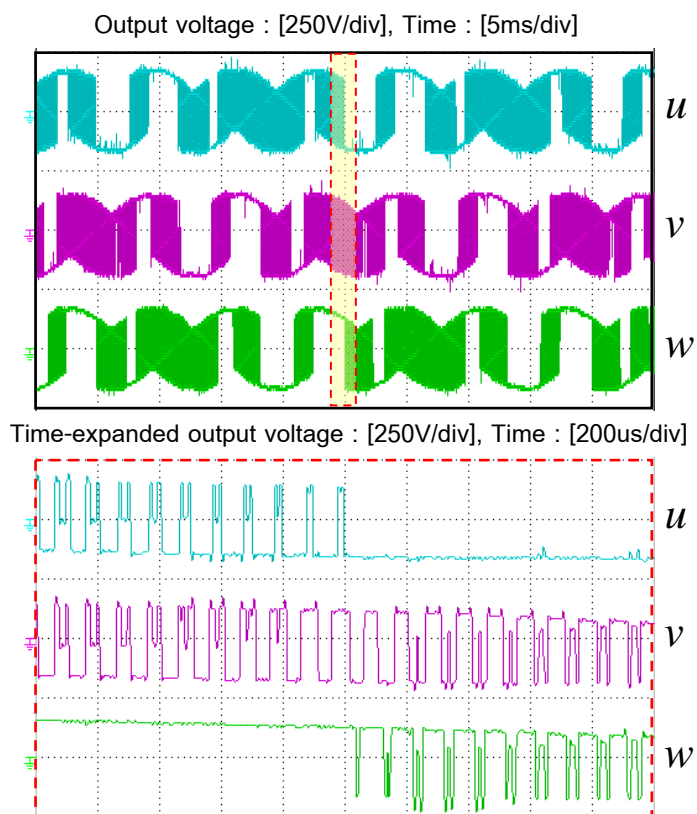 Output voltage : [250V/div], Time : [5ms/div]
u
v
w
Time-expanded output voltage : [250V/div], Time : [200us/div]
u
v
w